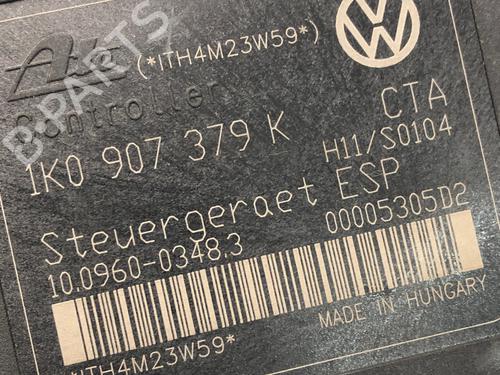 Ate (*ITH4M23W59*)
Controller
1K0 907 379 K CTA
H11/S0104
Steuergeraet ESP
10.0960-0348.3 00005305D2
MADE IN HUNGARY
*ITH4M23W59*
B-PARTS